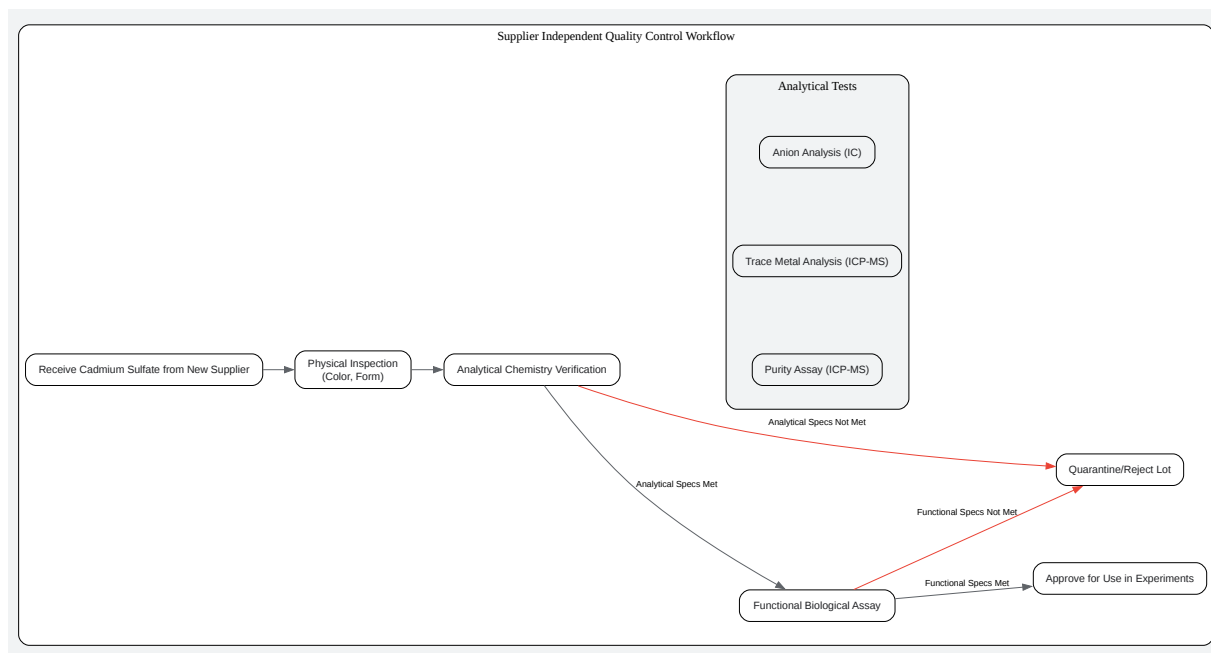 Supplier Independent Quality Control Workflow
Analytical Tests
Anion Analysis (IC)
Trace Metal Analysis (ICP-MS)
Purity Assay (ICP-MS)
Receive Cadmium Sulfate from New Supplier
Physical Inspection
(Color, Form)
Analytical Chemistry Verification
Analytical Specs Not Met
Quarantine/Reject Lot
Analytical Specs Met
Functional Specs Not Met
Functional Specs Met
Approve for Use in Experiments
Functional Biological Assay